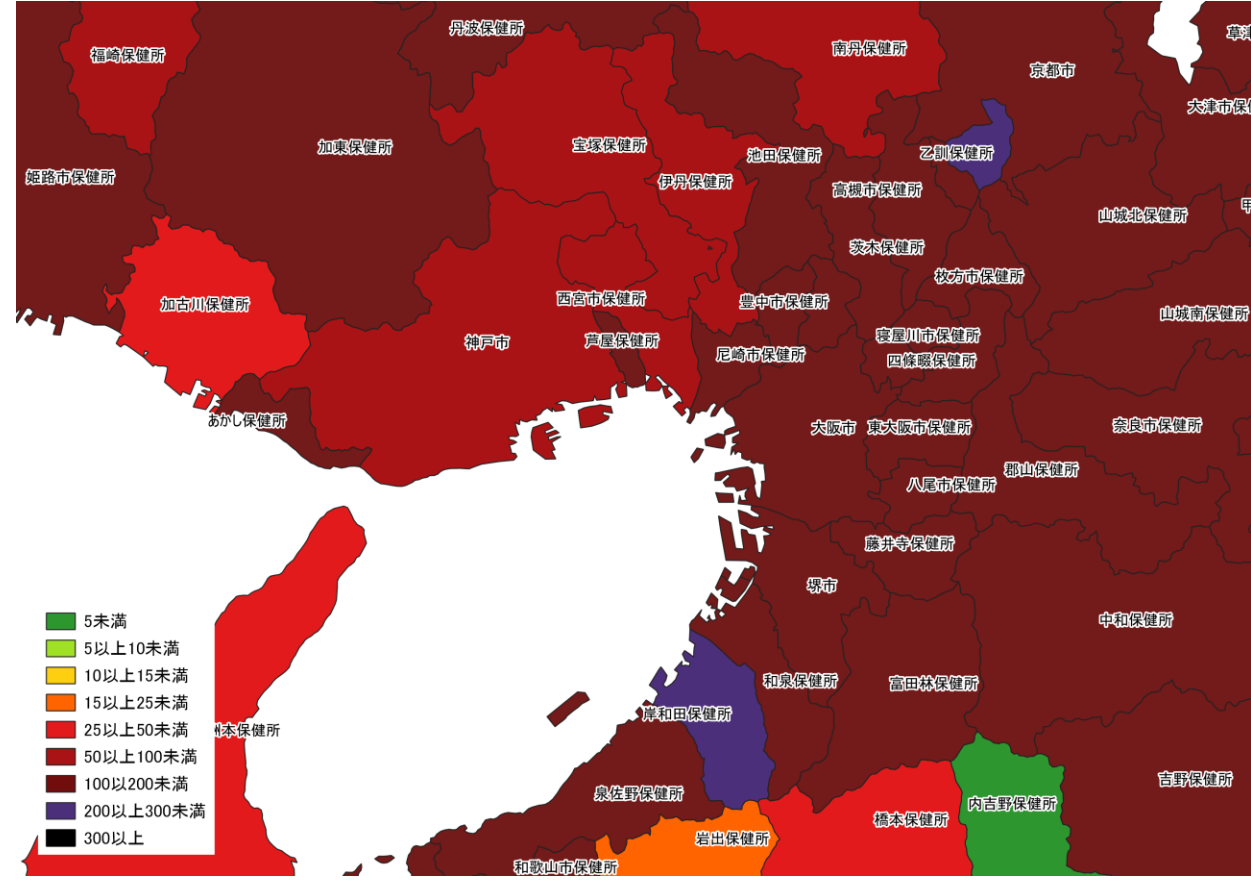 丹波保健所
福崎保健所
南丹保健所
京都市
大津市保
加東保健所
宝塚保健所
池田保健所
乙訓保健所
姫路市保健所
伊丹保健所
高槻市保健所
山城北保健所
茨木保健所
枚方市保健所
加古川保健所
西宮市保健所
豊中市保健所
山城南保健所
神戸市
芦屋保健所
寝屋川市保健所
尼崎市保健所
四條畷保健所
あかし保健所
大阪市
東大阪市保健所
奈良市保健所
郡山保健所
八尾市保健所
藤井寺保健所
堺市
中和保健所
和泉保健所
富田林保健所
岸和田保健所
本保健所
吉野保健所
泉佐野保健所
内吉野保健所
橋本保健所
岩出保健所
和歌山市保健所
5未満
5以上10未満
10以上15未満
15以上25未満
25以上50未満
50以上100未満
100以200未満
200以上300未満
300以上